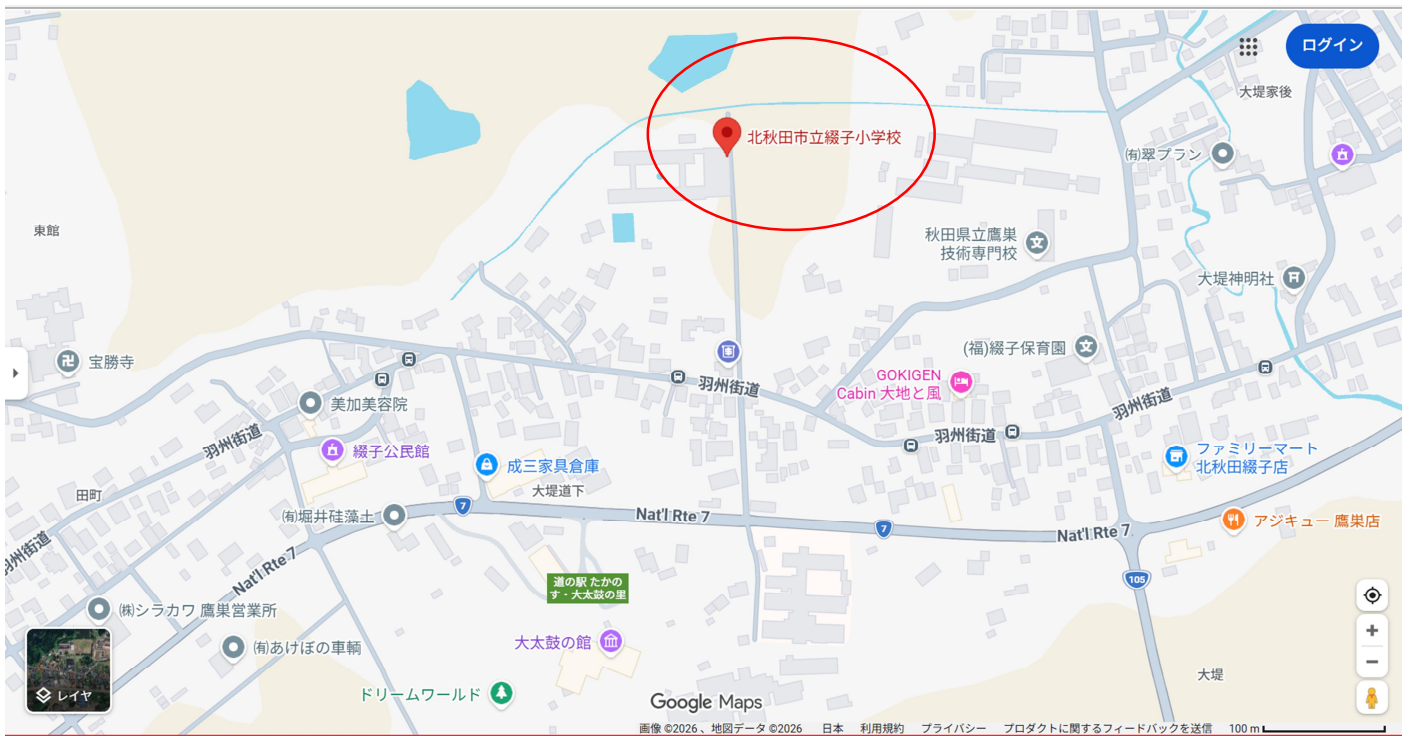 ログイン
大堤家後
北秋田市立綴子小学校
(有)翠プラン
東館
秋田県立鷹巣
技術専門校
大堤神明社
宝勝寺
(福)綴子保育園
羽州街道
GOKIGEN
Cabin 大地と風
美加美容院
羽州街道
羽州街道
羽州街道
綴子公民館
ファミリーマート
北秋田綴子店
成三家具倉庫
大堤道下
田町
7
(有)堀井硅藻土
Nat'l Rte 7
7
アジキュー 鷹巣店
Nat'l Rte 7
羽州街道
Nat'l Rte 7
105
道の駅 たかの
す・大太鼓の里
(株)シラカワ 鷹巣営業所
大太鼓の館
(有)あけぼの車輌
大堤
レイヤ
ドリームワールド
Google Maps
画像 ©2026 、地図データ ©2026 日本 利用規約 プライバシー プロダクトに関するフィードバックを送信 100 m